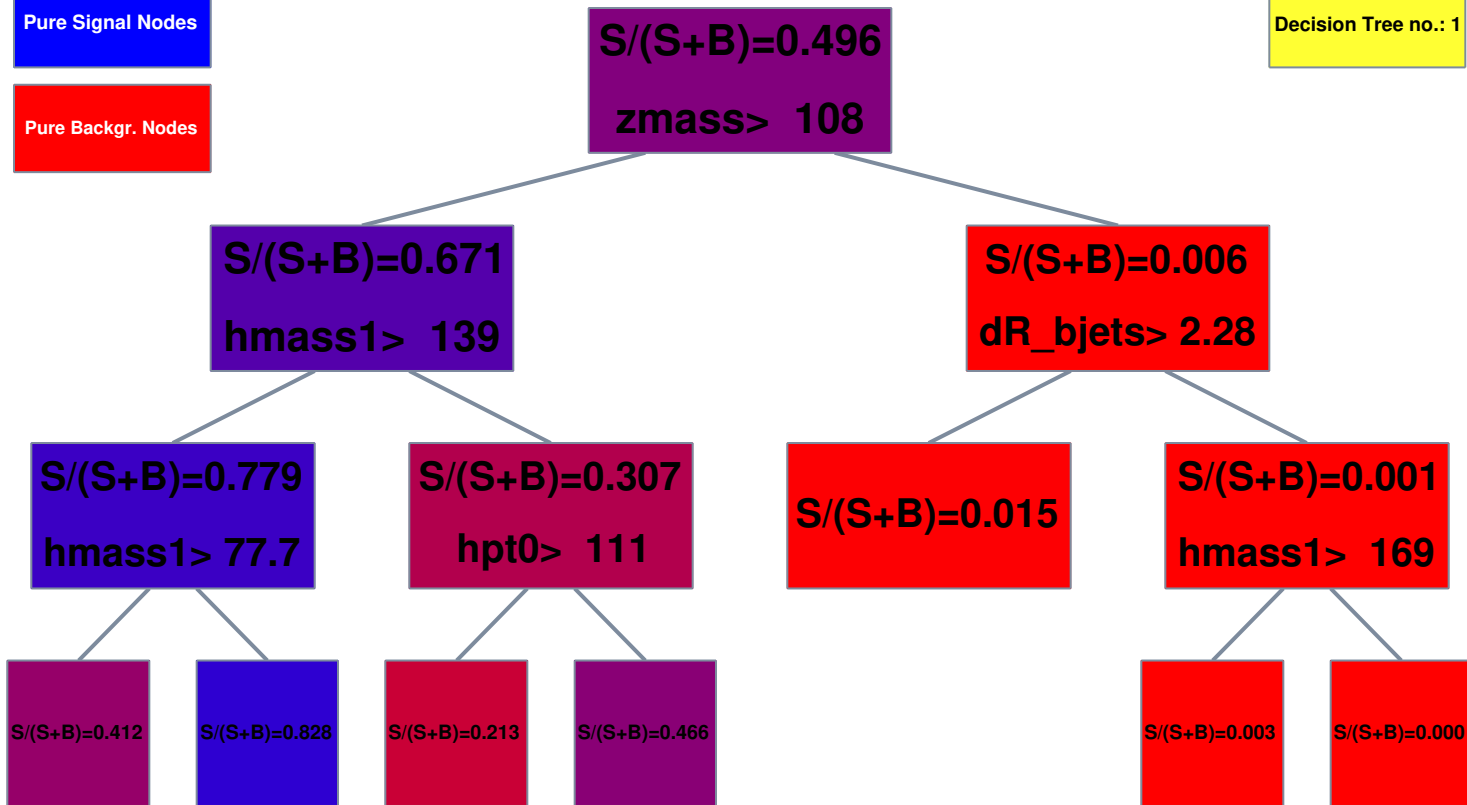 Pure Signal Nodes
Pure Backgr. Nodes
Decision Tree no.: 1
S/(S+B)=0.496
zmass> 108
S/(S+B)=0.671
hmass1> 139
S/(S+B)=0.006
dR_bjets> 2.28
S/(S+B)=0.779
hmass1> 77.7
S/(S+B)=0.307
hpt0> 111
S/(S+B)=0.015
S/(S+B)=0.001
hmass1> 169
S/(S+B)=0.412
S/(S+B)=0.828
S/(S+B)=0.213
S/(S+B)=0.466
S/(S+B)=0.003
S/(S+B)=0.000